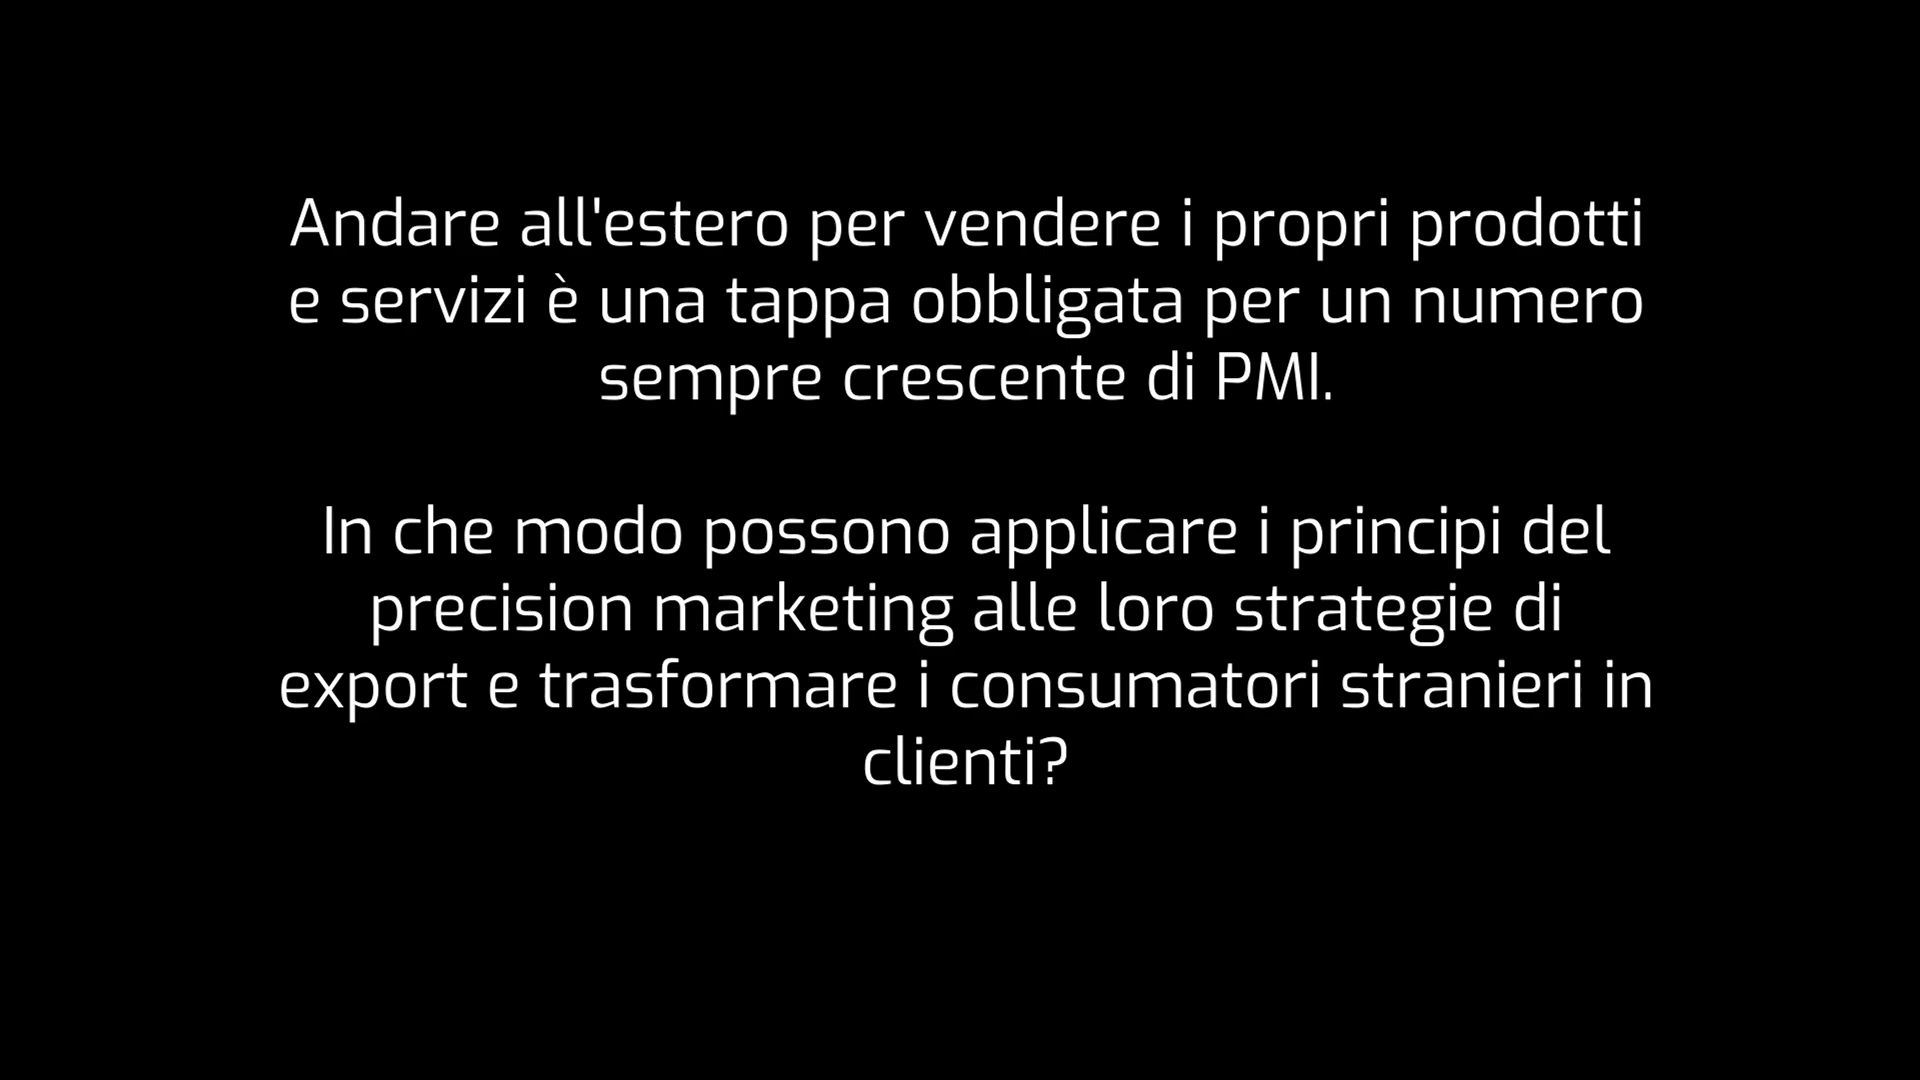 Andare all'estero per vendere i propri prodotti
e servizi è una tappa obbligata per un numero
sempre crescente di PMI.
In che modo possono applicare i principi del
precision marketing alle loro strategie di
export e trasformare i consumatori stranieri in
clienti?